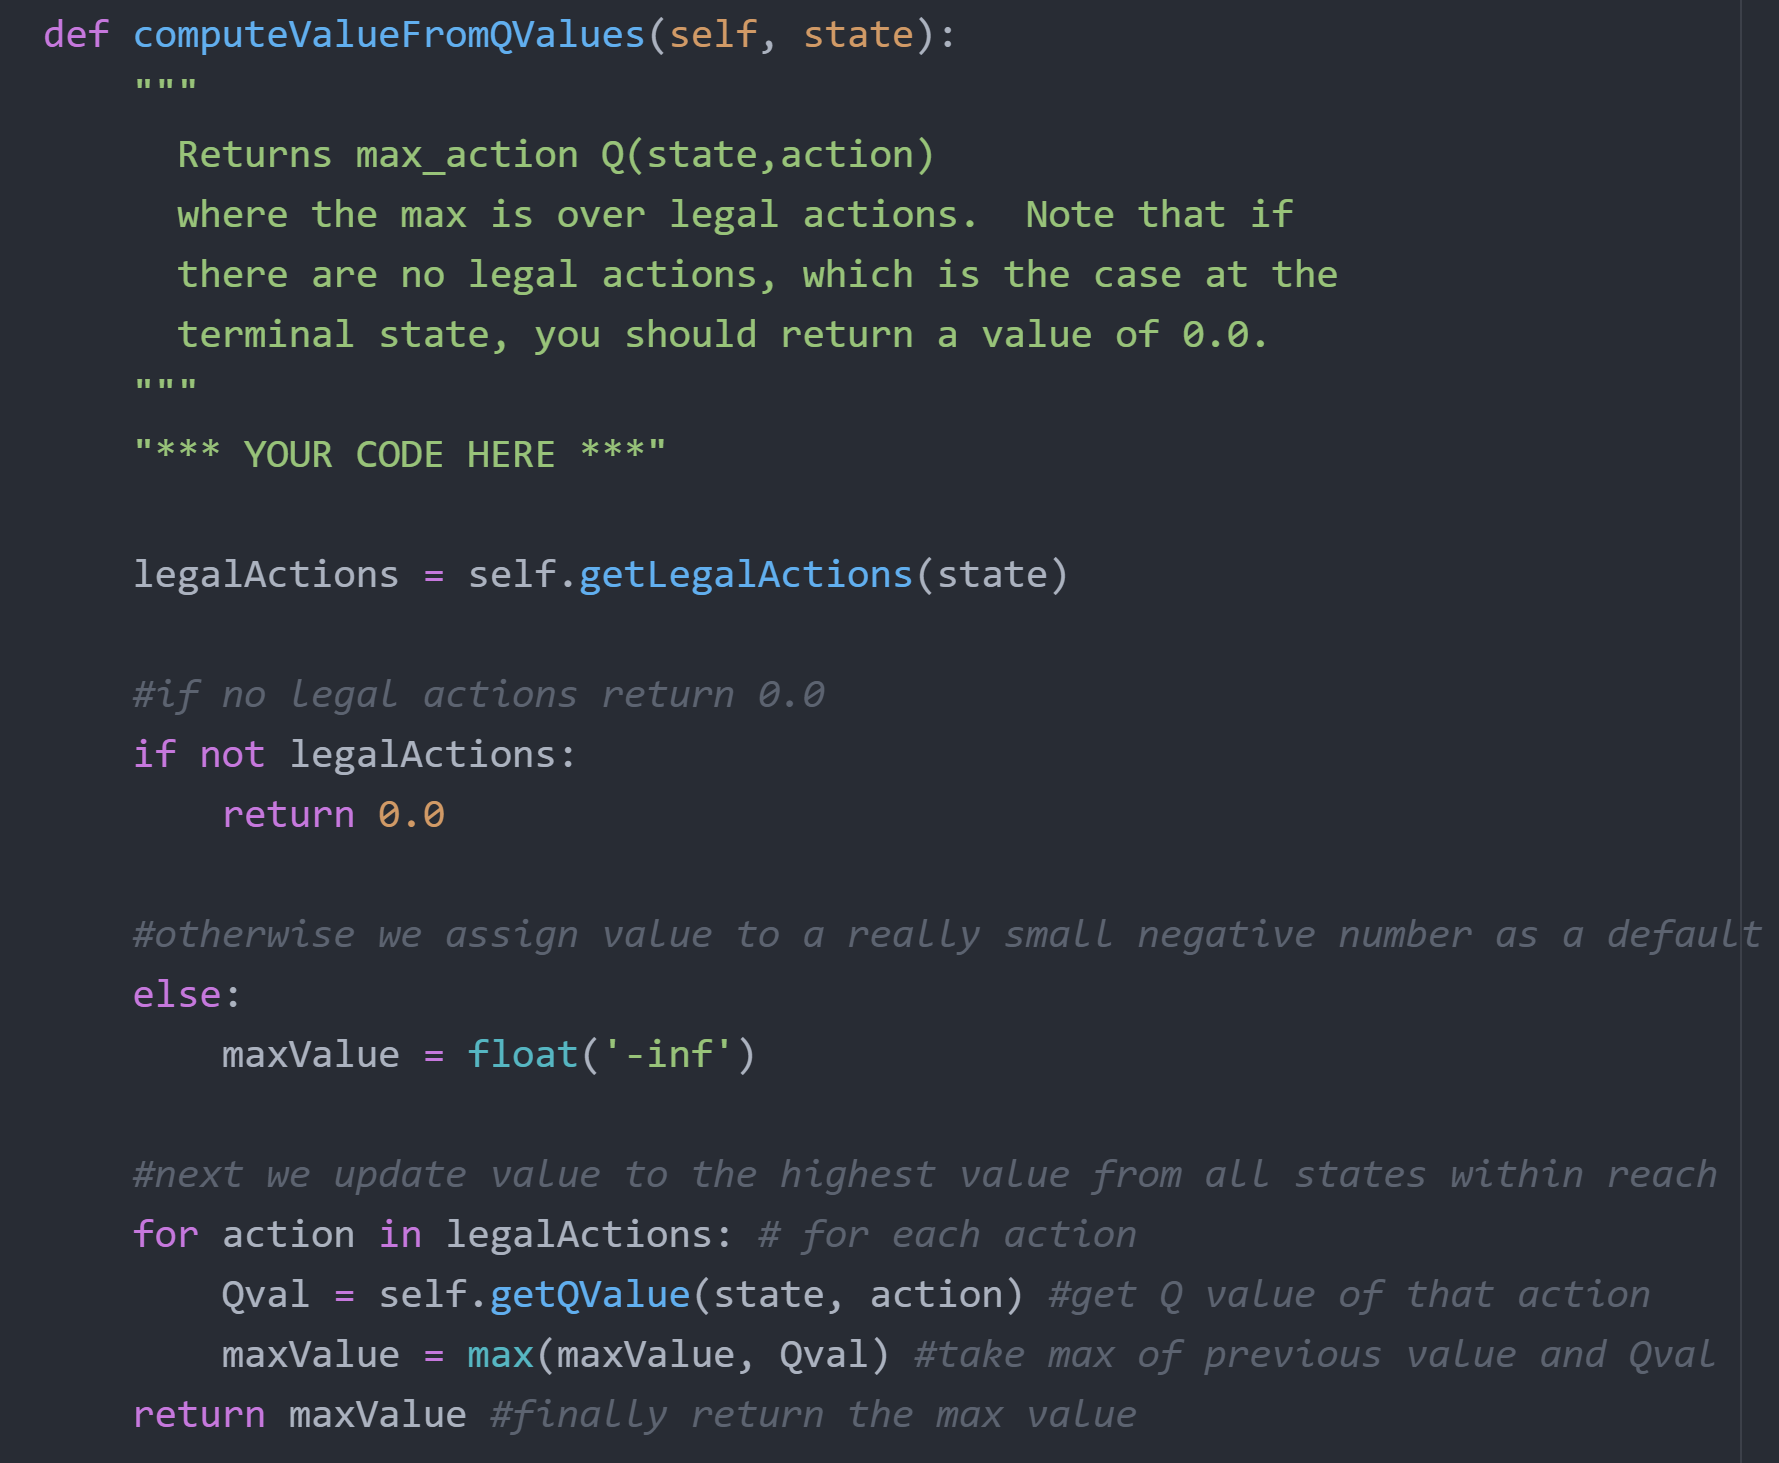 def computeValueFromQValues(self, state):
    """
      Returns max_action Q(state,action)
      where the max is over legal actions.  Note that if
      there are no legal actions, which is the case at the
      terminal state, you should return a value of 0.0.
    """
    "*** YOUR CODE HERE ***"
    legalActions = self.getLegalActions(state)
    #if no legal actions return 0.0
    if not legalActions:
        return 0.0
    #otherwise we assign value to a really small negative number as a default
    else:
        maxValue = float('-inf')
    #next we update value to the highest value from all states within reach
    for action in legalActions: # for each action
        Qval = self.getQValue(state, action) #get Q value of that action
        maxValue = max(maxValue, Qval) #take max of previous value and Qval
    return maxValue #finally return the max value